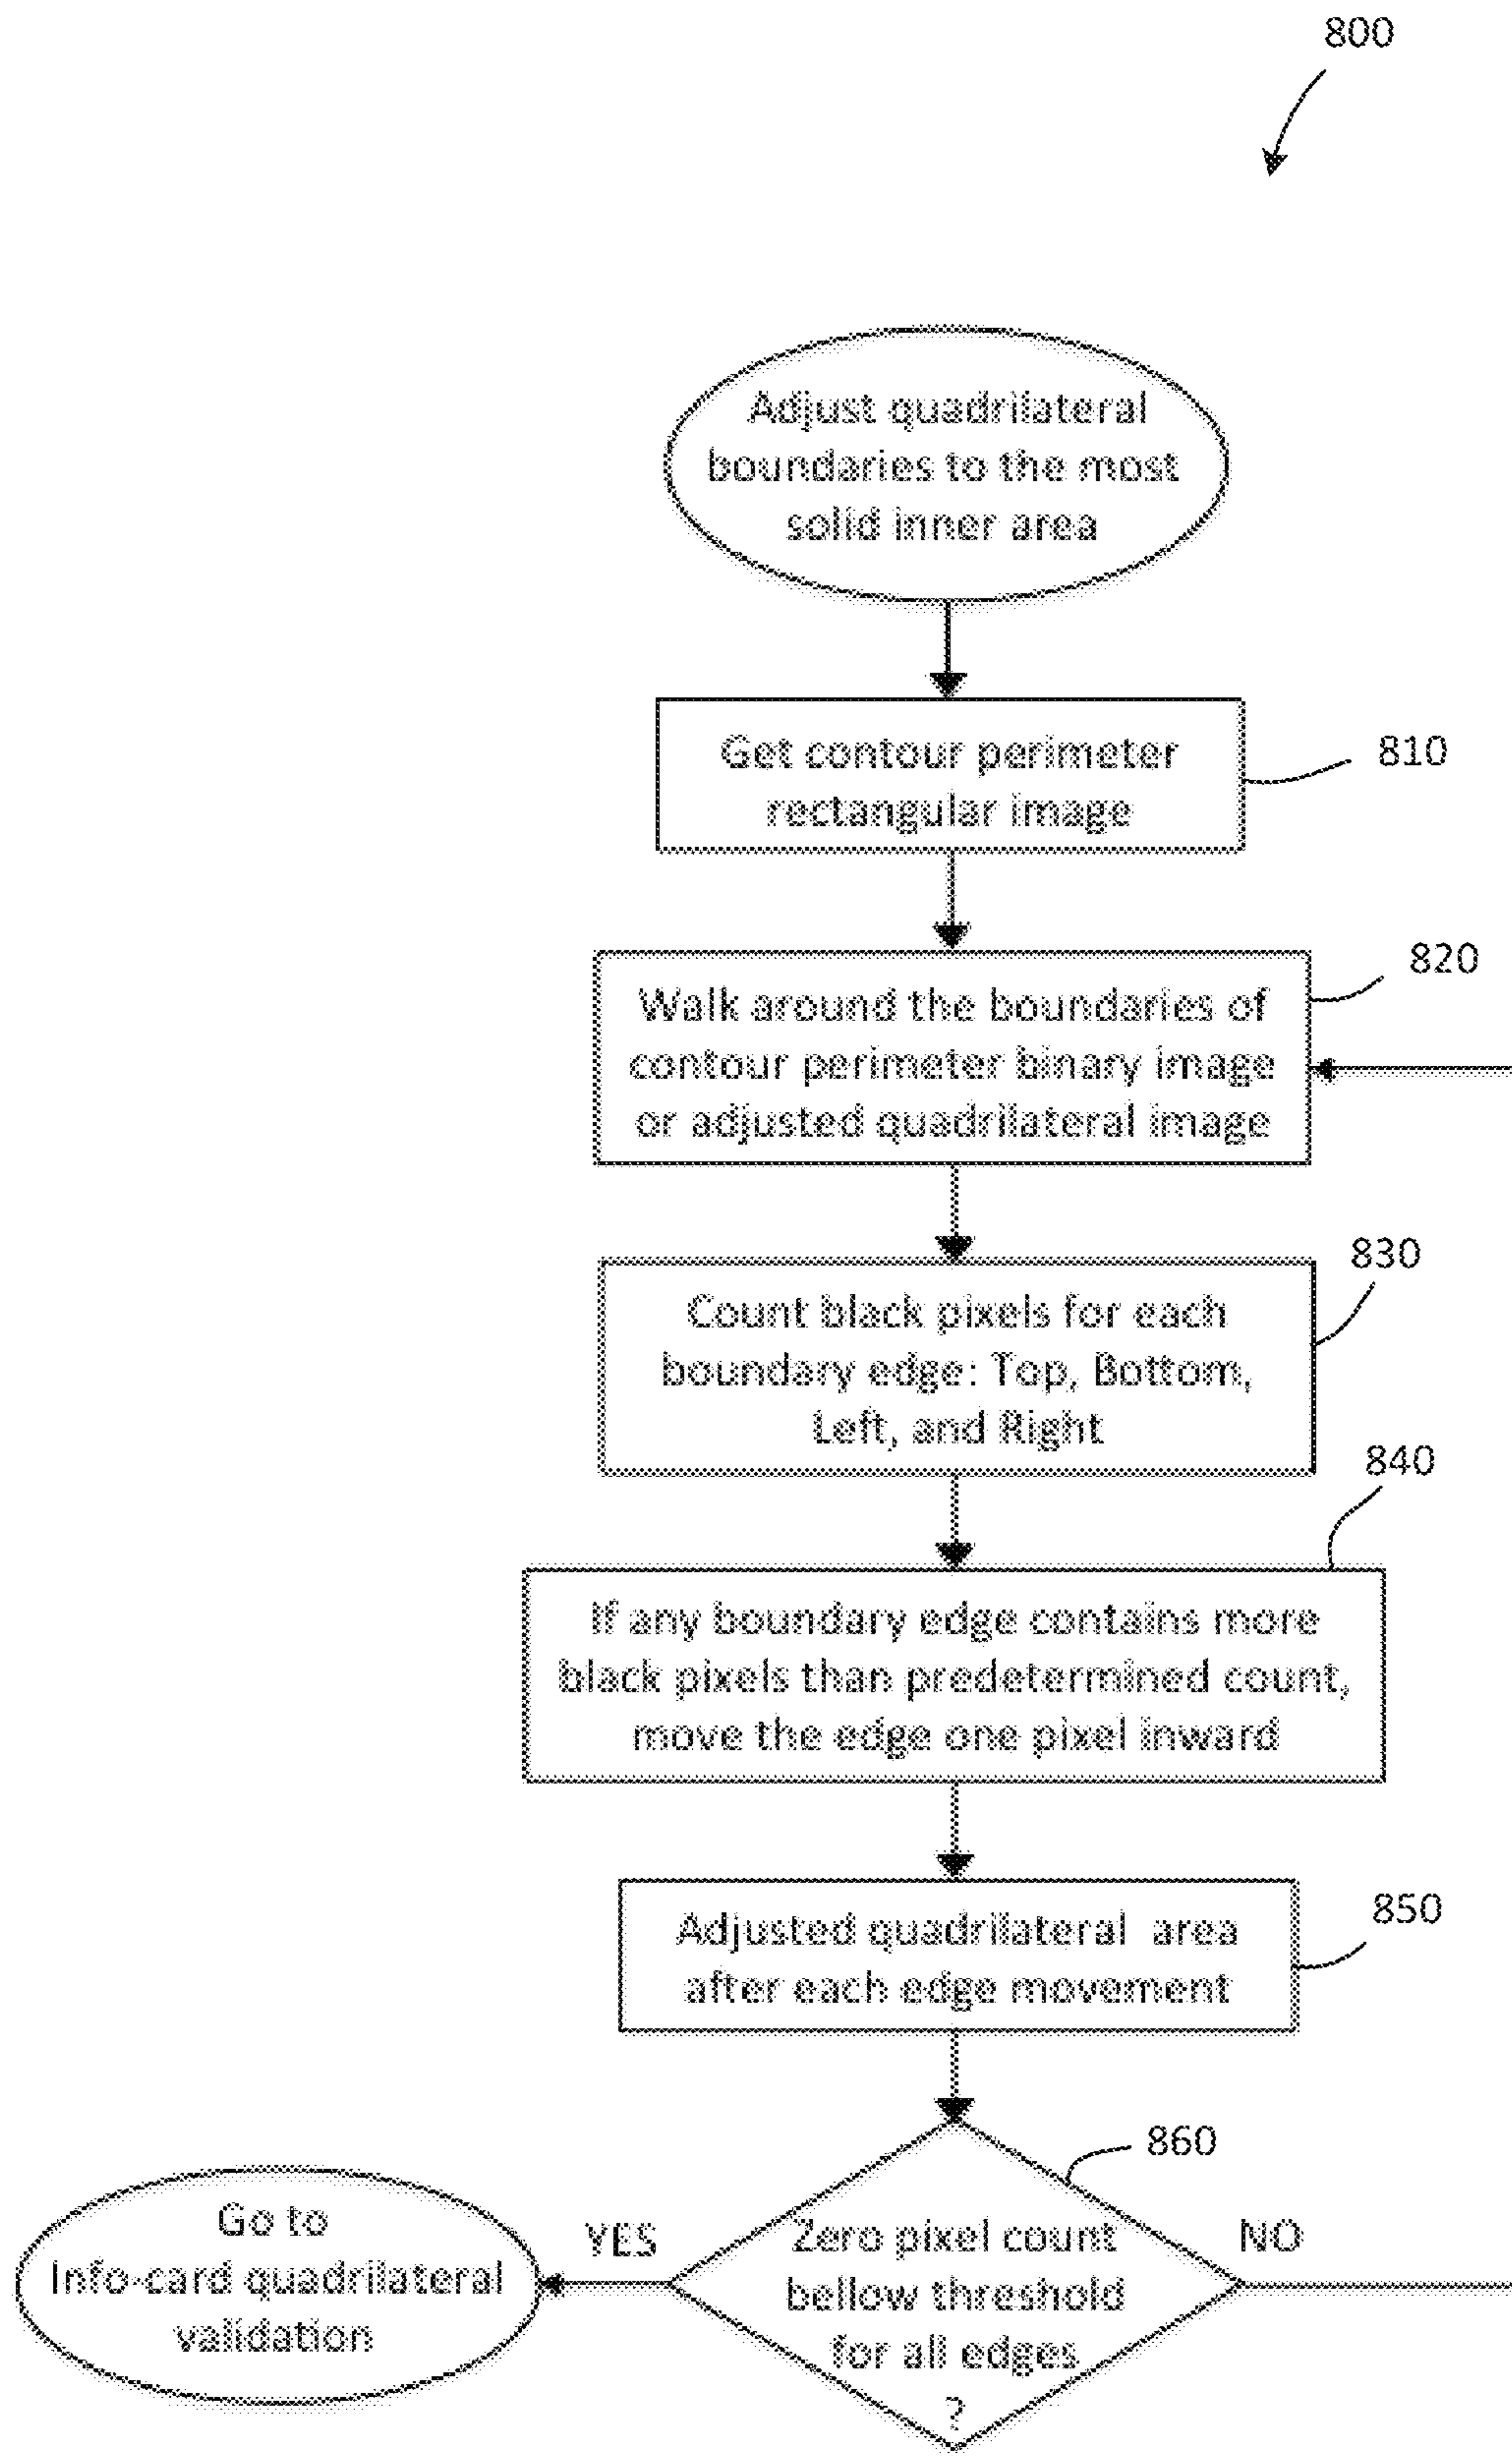 800
Adjust quadrilateral
boundaries to the most
solid inner area
Get contour perimeter
rectangular image
810
820
Walk around the boundaries of
contour perimeter binary image
or adjusted quadrilateral image
830
Count black pixels for each
boundary edge: Top, Bottom,
Left, and Right
840
If any boundary edge contains more
black pixels than predetermined count,
move the edge one pixel inward
850
Adjusted quadrilateral area
after each edge movement
860
Go to
Info-card quadrilateral
validation
YES
Zero pixel count
bellow threshold
for all edges
?
NO